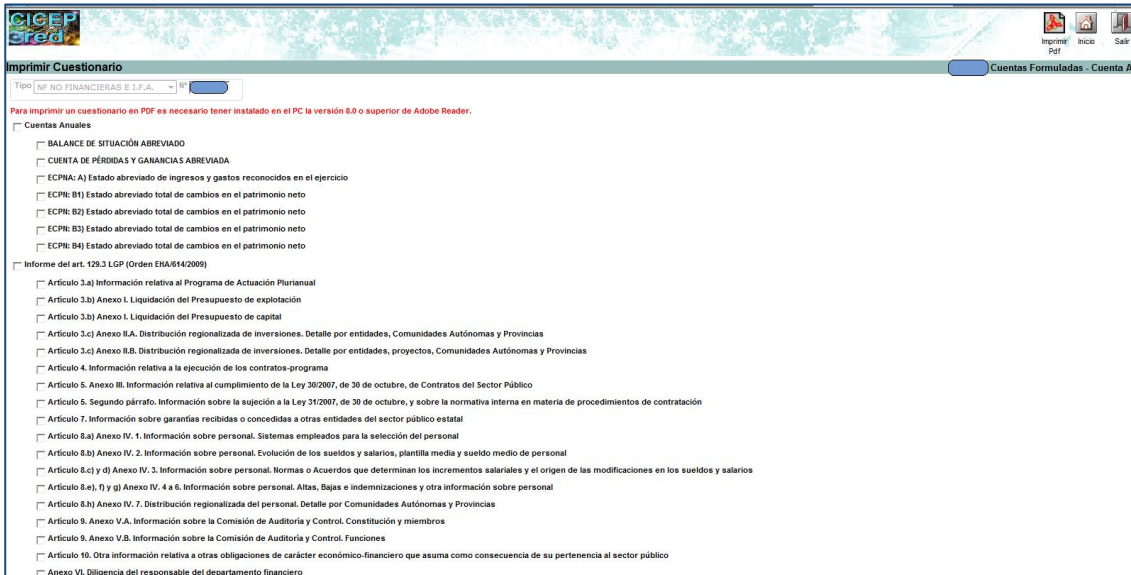 CICEP
red
Imprimir Pdf
Inicio
Salir
Imprimir Cuestionario
Cuentas Formuladas - Cuenta A
Tipo NF NO FINANCIERAS E I.F.A. Nº
Para imprimir un cuestionario en PDF es necesario tener instalado en el PC la versión 8.0 o superior de Adobe Reader.
Cuentas Anuales
BALANCE DE SITUACIÓN ABREVIADO
CUENTA DE PÉRDIDAS Y GANANCIAS ABREVIADA
ECPNA: A) Estado abreviado de ingresos y gastos reconocidos en el ejercicio
ECPN: B1) Estado abreviado total de cambios en el patrimonio neto
ECPN: B2) Estado abreviado total de cambios en el patrimonio neto
ECPN: B3) Estado abreviado total de cambios en el patrimonio neto
ECPN: B4) Estado abreviado total de cambios en el patrimonio neto
Informe del art. 129.3 LGP (Orden EHA/614/2009)
Artículo 3.a) Información relativa al Programa de Actuación Plurianual
Artículo 3.b) Anexo I. Liquidación del Presupuesto de explotación
Artículo 3.b) Anexo I. Liquidación del Presupuesto de capital
Artículo 3.c) Anexo II.A. Distribución regionalizada de inversiones. Detalle por entidades, Comunidades Autónomas y Provincias
Artículo 3.c) Anexo II.B. Distribución regionalizada de inversiones. Detalle por entidades, proyectos, Comunidades Autónomas y Provincias
Artículo 4. Información relativa a la ejecución de los contratos-programa
Artículo 5. Anexo III. Información relativa al cumplimiento de la Ley 30/2007, de 30 de octubre, de Contratos del Sector Público
Artículo 5. Segundo párrafo. Información sobre la sujeción a la Ley 31/2007, de 30 de octubre, y sobre la normativa interna en materia de procedimientos de contratación
Artículo 7. Información sobre garantías recibidas o concedidas a otras entidades del sector público estatal
Artículo 8.a) Anexo IV. 1. Información sobre personal. Sistemas empleados para la selección del personal
Artículo 8.b) Anexo IV. 2. Información sobre personal. Evolución de los sueldos y salarios, plantilla media y sueldo medio de personal
Artículo 8.c) y d) Anexo IV. 3. Información sobre personal. Normas o Acuerdos que determinan los incrementos salariales y el origen de las modificaciones en los sueldos y salarios
Artículo 8.e), f) y g) Anexo IV. 4 a 6. Información sobre personal. Altas, Bajas e indemnizaciones y otra información sobre personal
Artículo 8.h) Anexo IV. 7. Distribución regionalizada del personal. Detalle por Comunidades Autónomas y Provincias
Artículo 9. Anexo V.A. Información sobre la Comisión de Auditoría y Control. Constitución y miembros
Artículo 9. Anexo V.B. Información sobre la Comisión de Auditoría y Control. Funciones
Artículo 10. Otra información relativa a otras obligaciones de carácter económico-financiero que asuma como consecuencia de su pertenencia al sector público
Anexo VI. Diligencia del responsable del departamento financiero